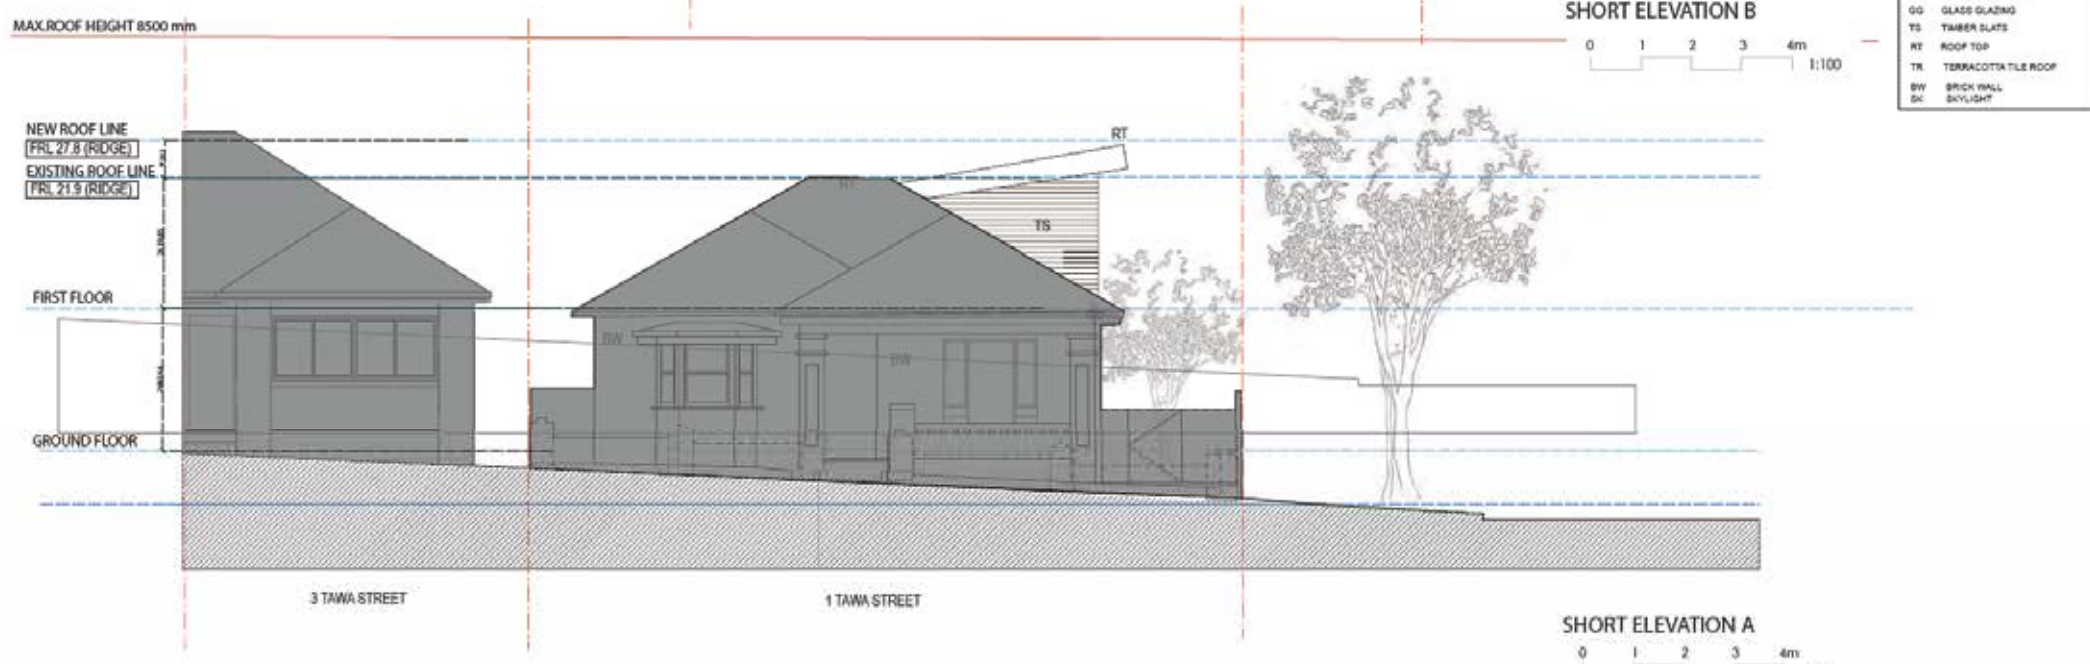 SHORT ELEVATION B
0 1 2 3 4m
1:100
GG GLASS GLAZING
TS TIMBER SLATS
RT ROOF TOP
TR TERRACOTTA TILE ROOF
BW BRICK WALL
SK SKYLIGHT
MAX.ROOF HEIGHT 8500 mm
NEW ROOF LINE
FRL 27.8 (RIDGE)
EXISTING ROOF LINE
FRL 21.9 (RIDGE)
RT
RT
TS
FIRST FLOOR
BW
BW
GROUND FLOOR
3 TAWA STREET
1 TAWA STREET
SHORT ELEVATION A
0 1 2 3 4m